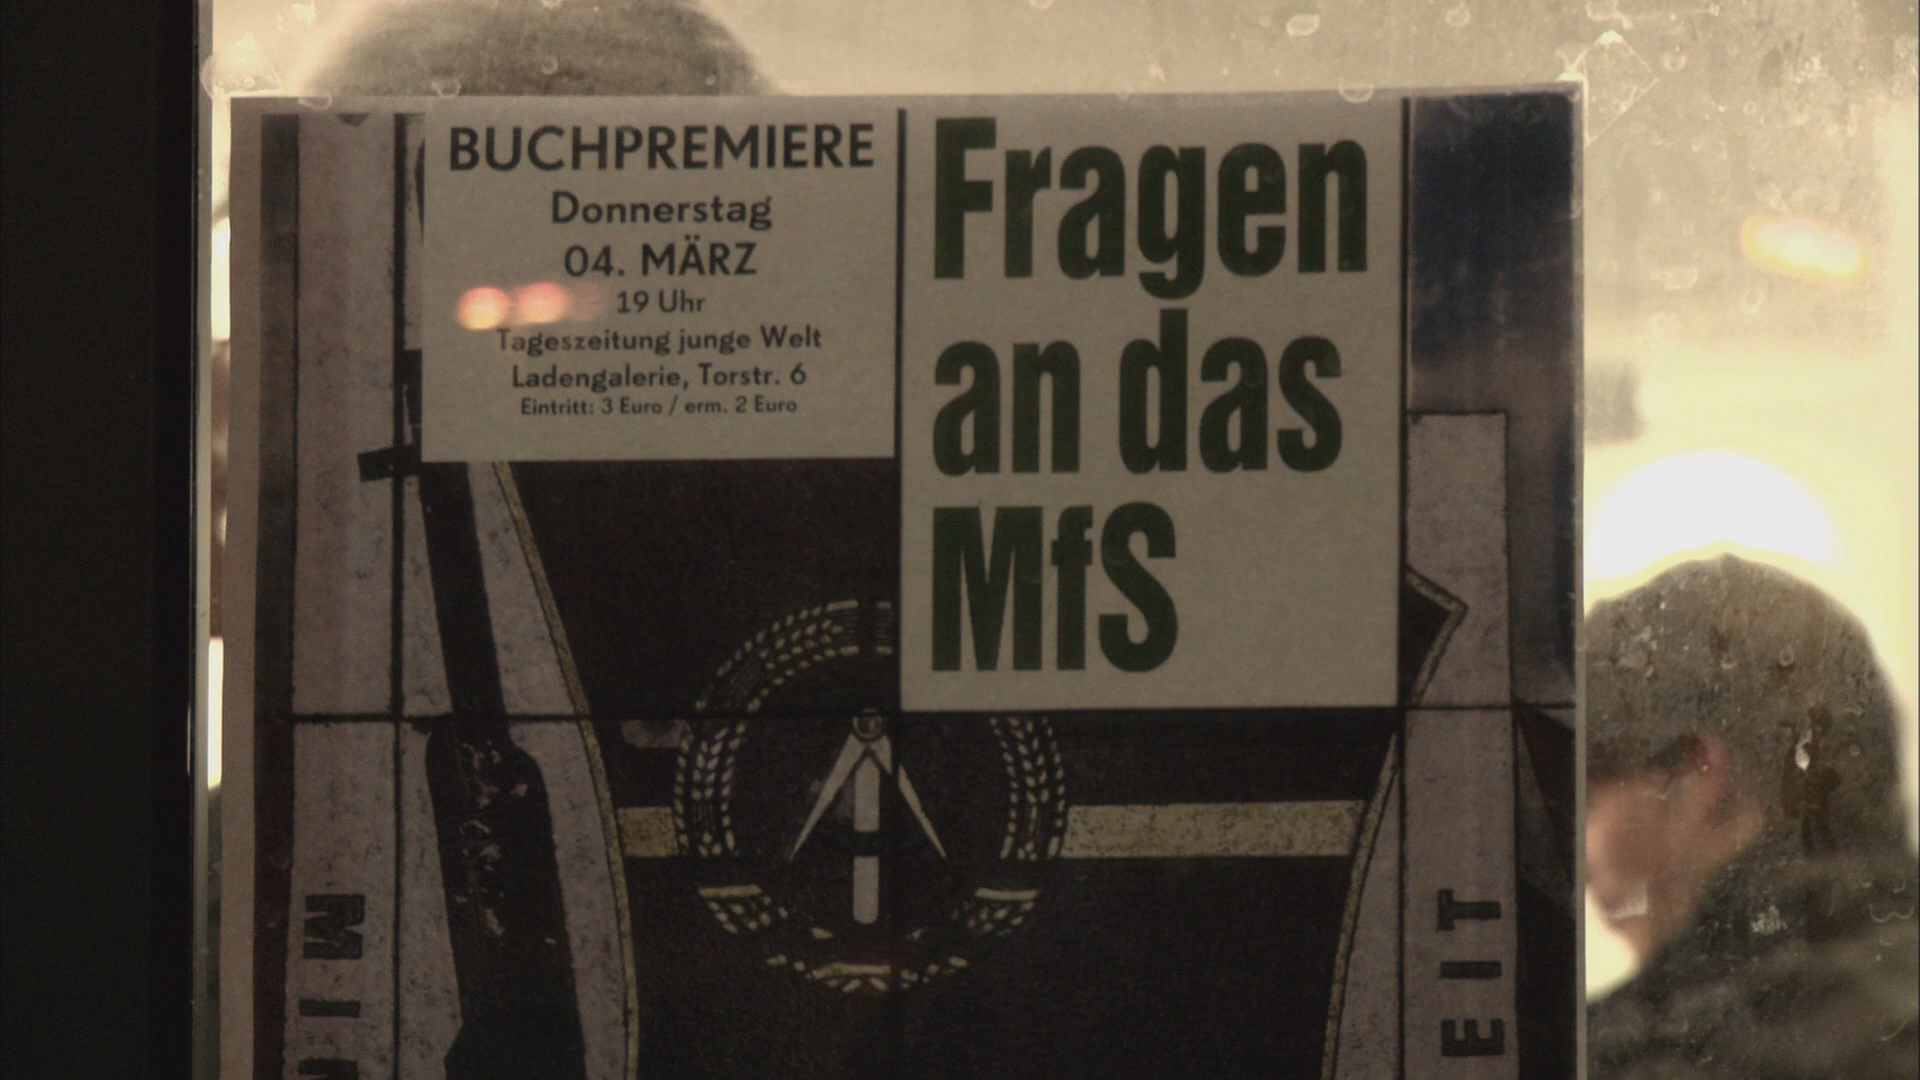 BUCHPREMIERE
Donnerstag
04. MÄRZ
19 Uhr
Tageszeitung junge Welt
Ladengalerie, Torstr. 6
Eintritt: 3 Euro / erm. 2 Euro
Fragen
an das
MfS
MIN
EIT